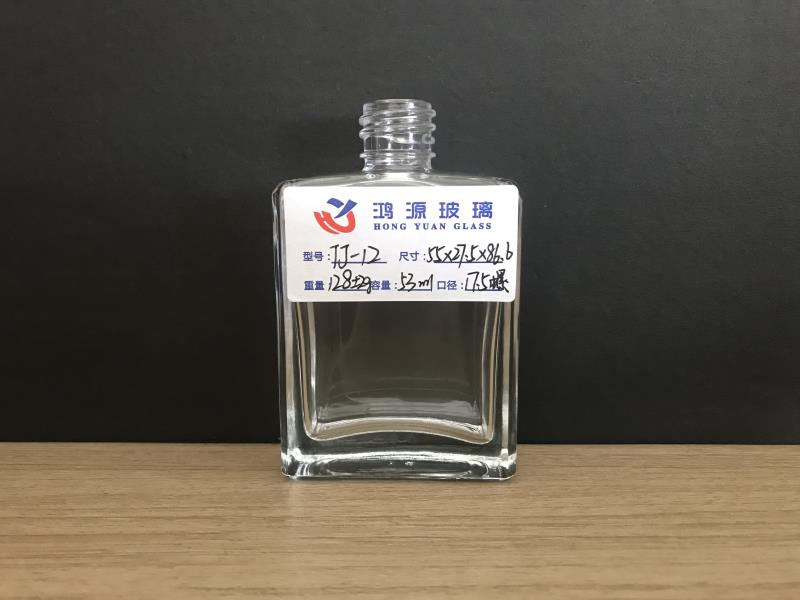 鸿源玻璃
HONG YUAN GLASS
型号：JJ-12 尺寸：55×27.5×86.6
重量：128±2g 容量：53ml 口径：17.5螺